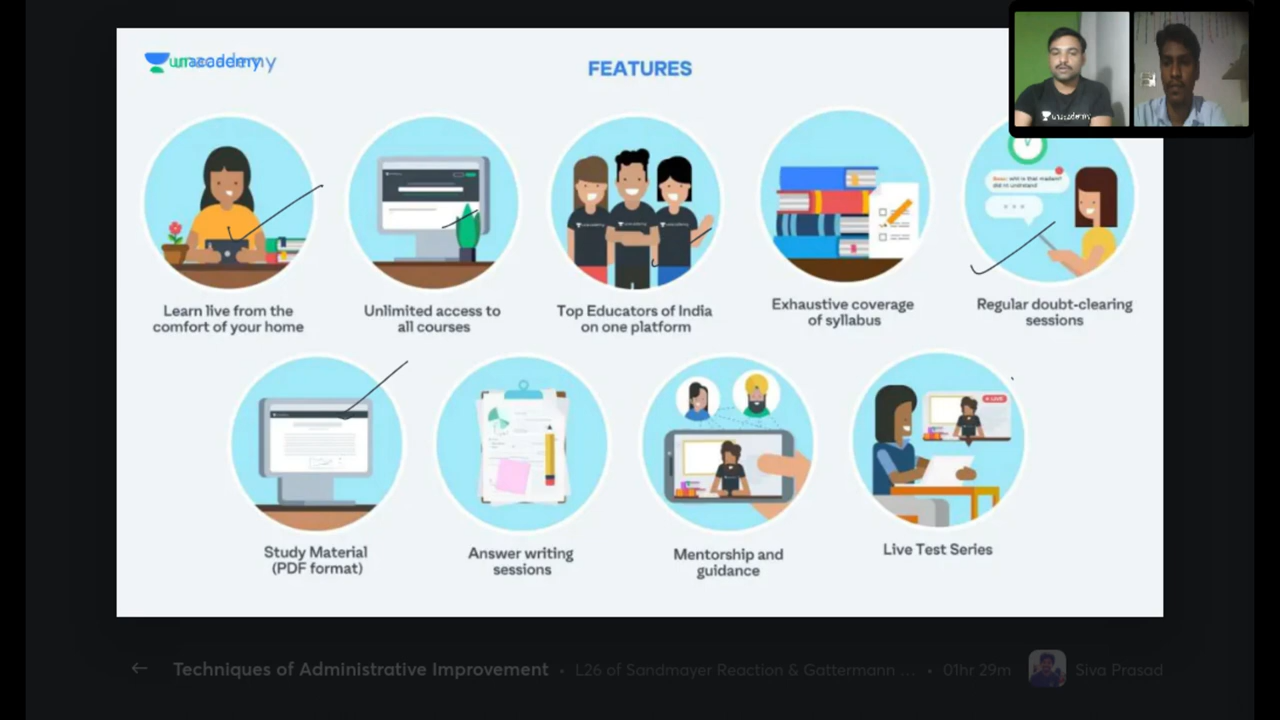 unacademy
FEATURES
unacademy
Learn live from the
comfort of your home
Unlimited access to
all courses
Top Educators of India
on one platform
Exhaustive coverage
of syllabus
Regular doubt-clearing
sessions
Study Material
(PDF format)
Answer writing
sessions
Mentorship and
guidance
LIVE
Live Test Series
Techniques of Administrative Improvement • L26 of Sandmayer Reaction & Gattermann ... • 01hr 29m Siva Prasad